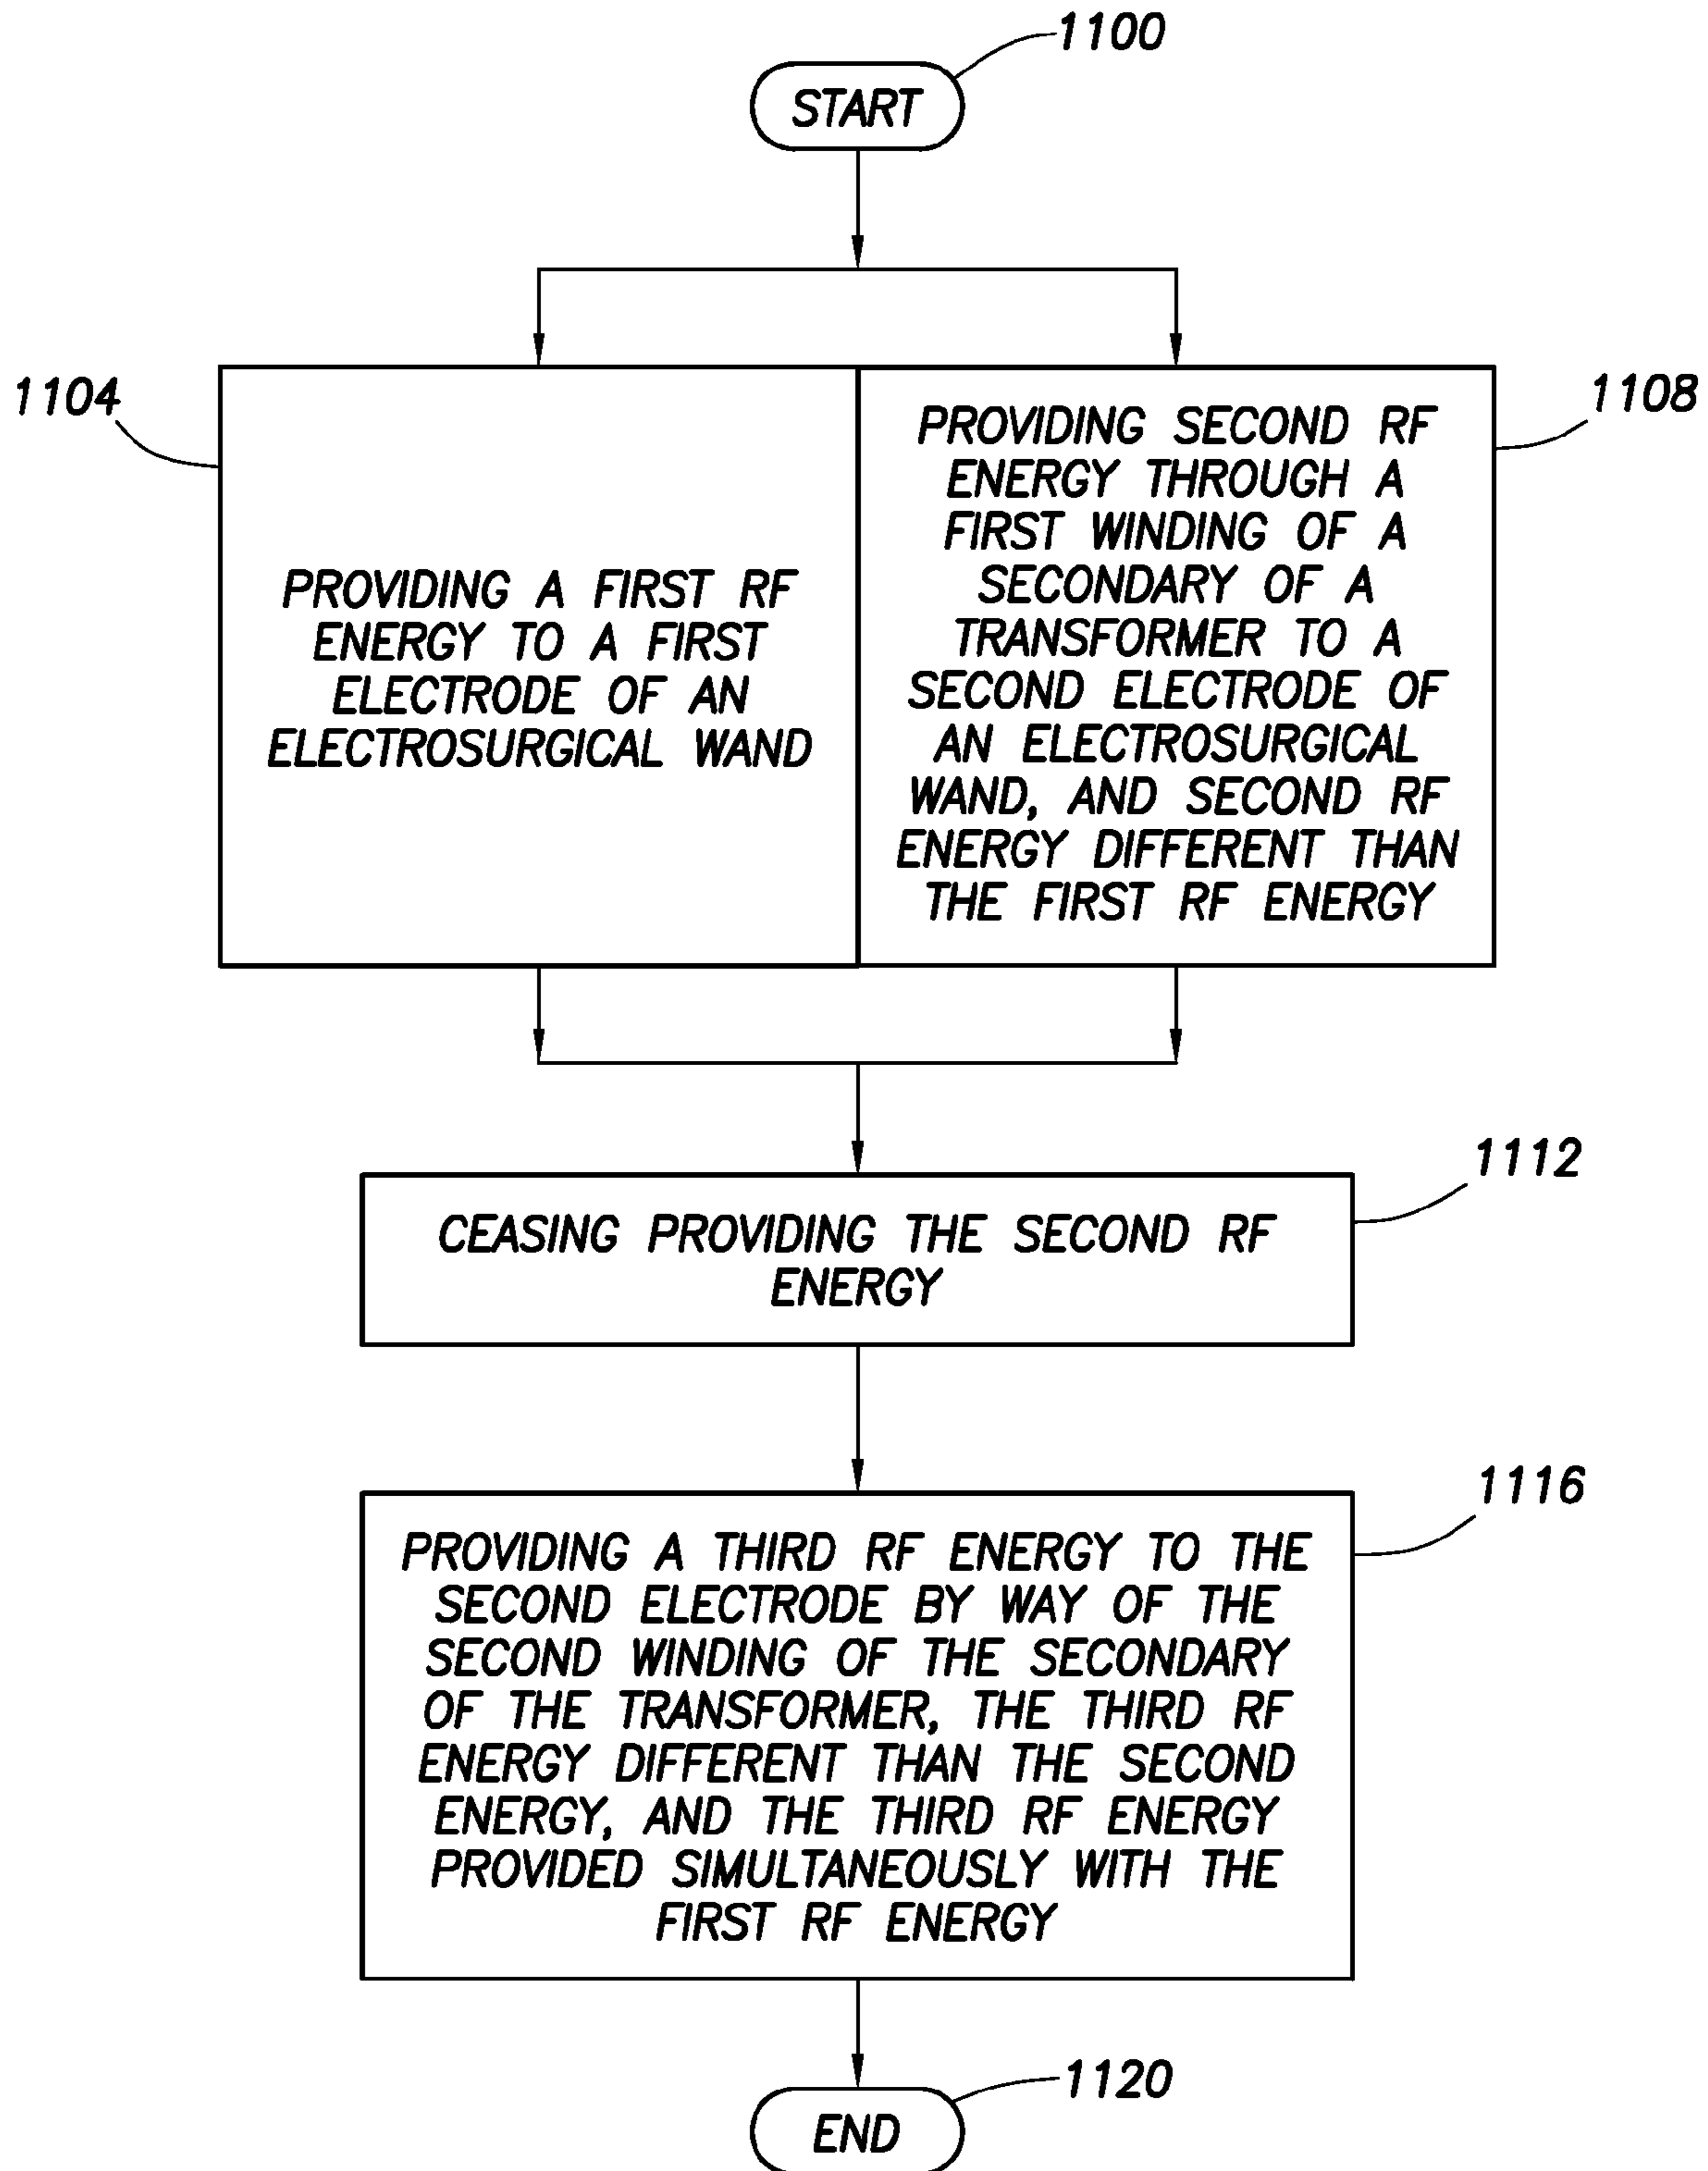 1100
START
1104
PROVIDING A FIRST RF
ENERGY TO A FIRST
ELECTRODE OF AN
ELECTROSURGICAL WAND
1108
PROVIDING SECOND RF
ENERGY THROUGH A
FIRST WINDING OF A
SECONDARY OF A
TRANSFORMER TO A
SECOND ELECTRODE OF
AN ELECTROSURGICAL
WAND, AND SECOND RF
ENERGY DIFFERENT THAN
THE FIRST RF ENERGY
1112
CEASING PROVIDING THE SECOND RF
ENERGY
1116
PROVIDING A THIRD RF ENERGY TO THE
SECOND ELECTRODE BY WAY OF THE
SECOND WINDING OF THE SECONDARY
OF THE TRANSFORMER, THE THIRD RF
ENERGY DIFFERENT THAN THE SECOND
ENERGY, AND THE THIRD RF ENERGY
PROVIDED SIMULTANEOUSLY WITH THE
FIRST RF ENERGY
1120
END